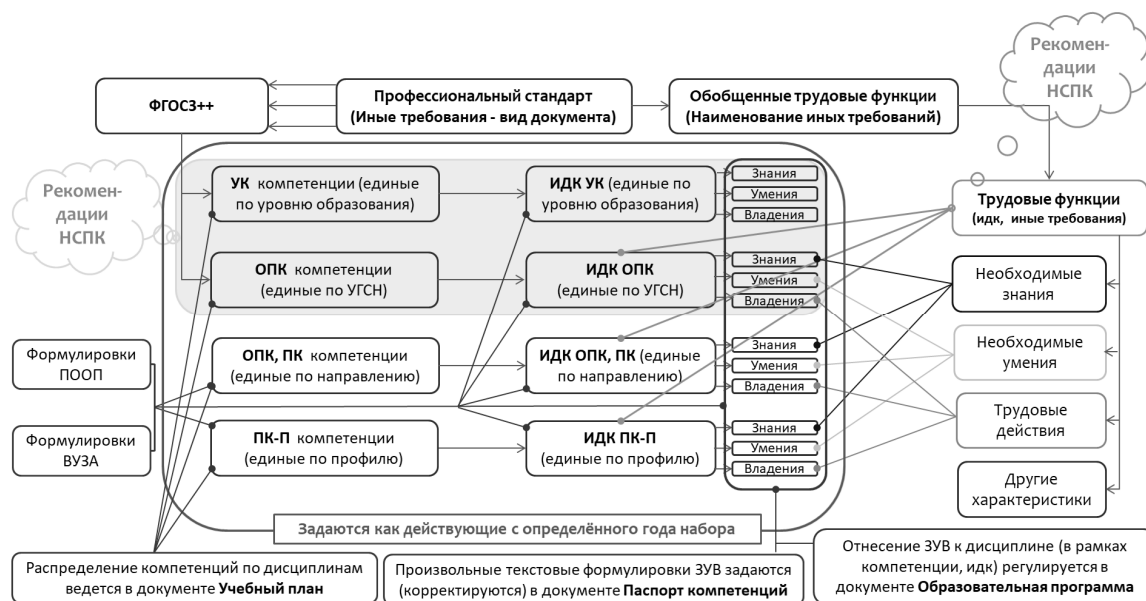 Рекомен-
дации
НСПК
ФГОС3++
Профессиональный стандарт
(Иные требования - вид документа)
Обобщенные трудовые функции
(Наименование иных требований)
Рекомен-
дации
НСПК
УК компетенции (единые
по уровню образования)
ИДК УК (единые по
уровню образования)
Знания
Умения
Владения
Трудовые функции
(идк, иные требования)
ОПК компетенции
(единые по УГСН)
ИДК ОПК
(единые по УГСН)
Знания
Умения
Владения
Необходимые
знания
Формулировки
ПООП
ОПК, ПК компетенции
(единые по направлению)
ИДК ОПК, ПК (единые
по направлению)
Знания
Умения
Владения
Необходимые
умения
Формулировки
ВУЗА
ПК-П компетенции
(единые по профилю)
ИДК ПК-П
(единые по профилю)
Знания
Умения
Владения
Трудовые
действия
Другие
характеристики
Задаются как действующие с определённого года набора
Распределение компетенций по дисциплинам
ведется в документе Учебный план
Произвольные текстовые формулировки ЗУВ задаются
(корректируются) в документе Паспорт компетенций
Отнесение ЗУВ к дисциплине (в рамках
компетенции, идк) регулируется в
документе Образовательная программа